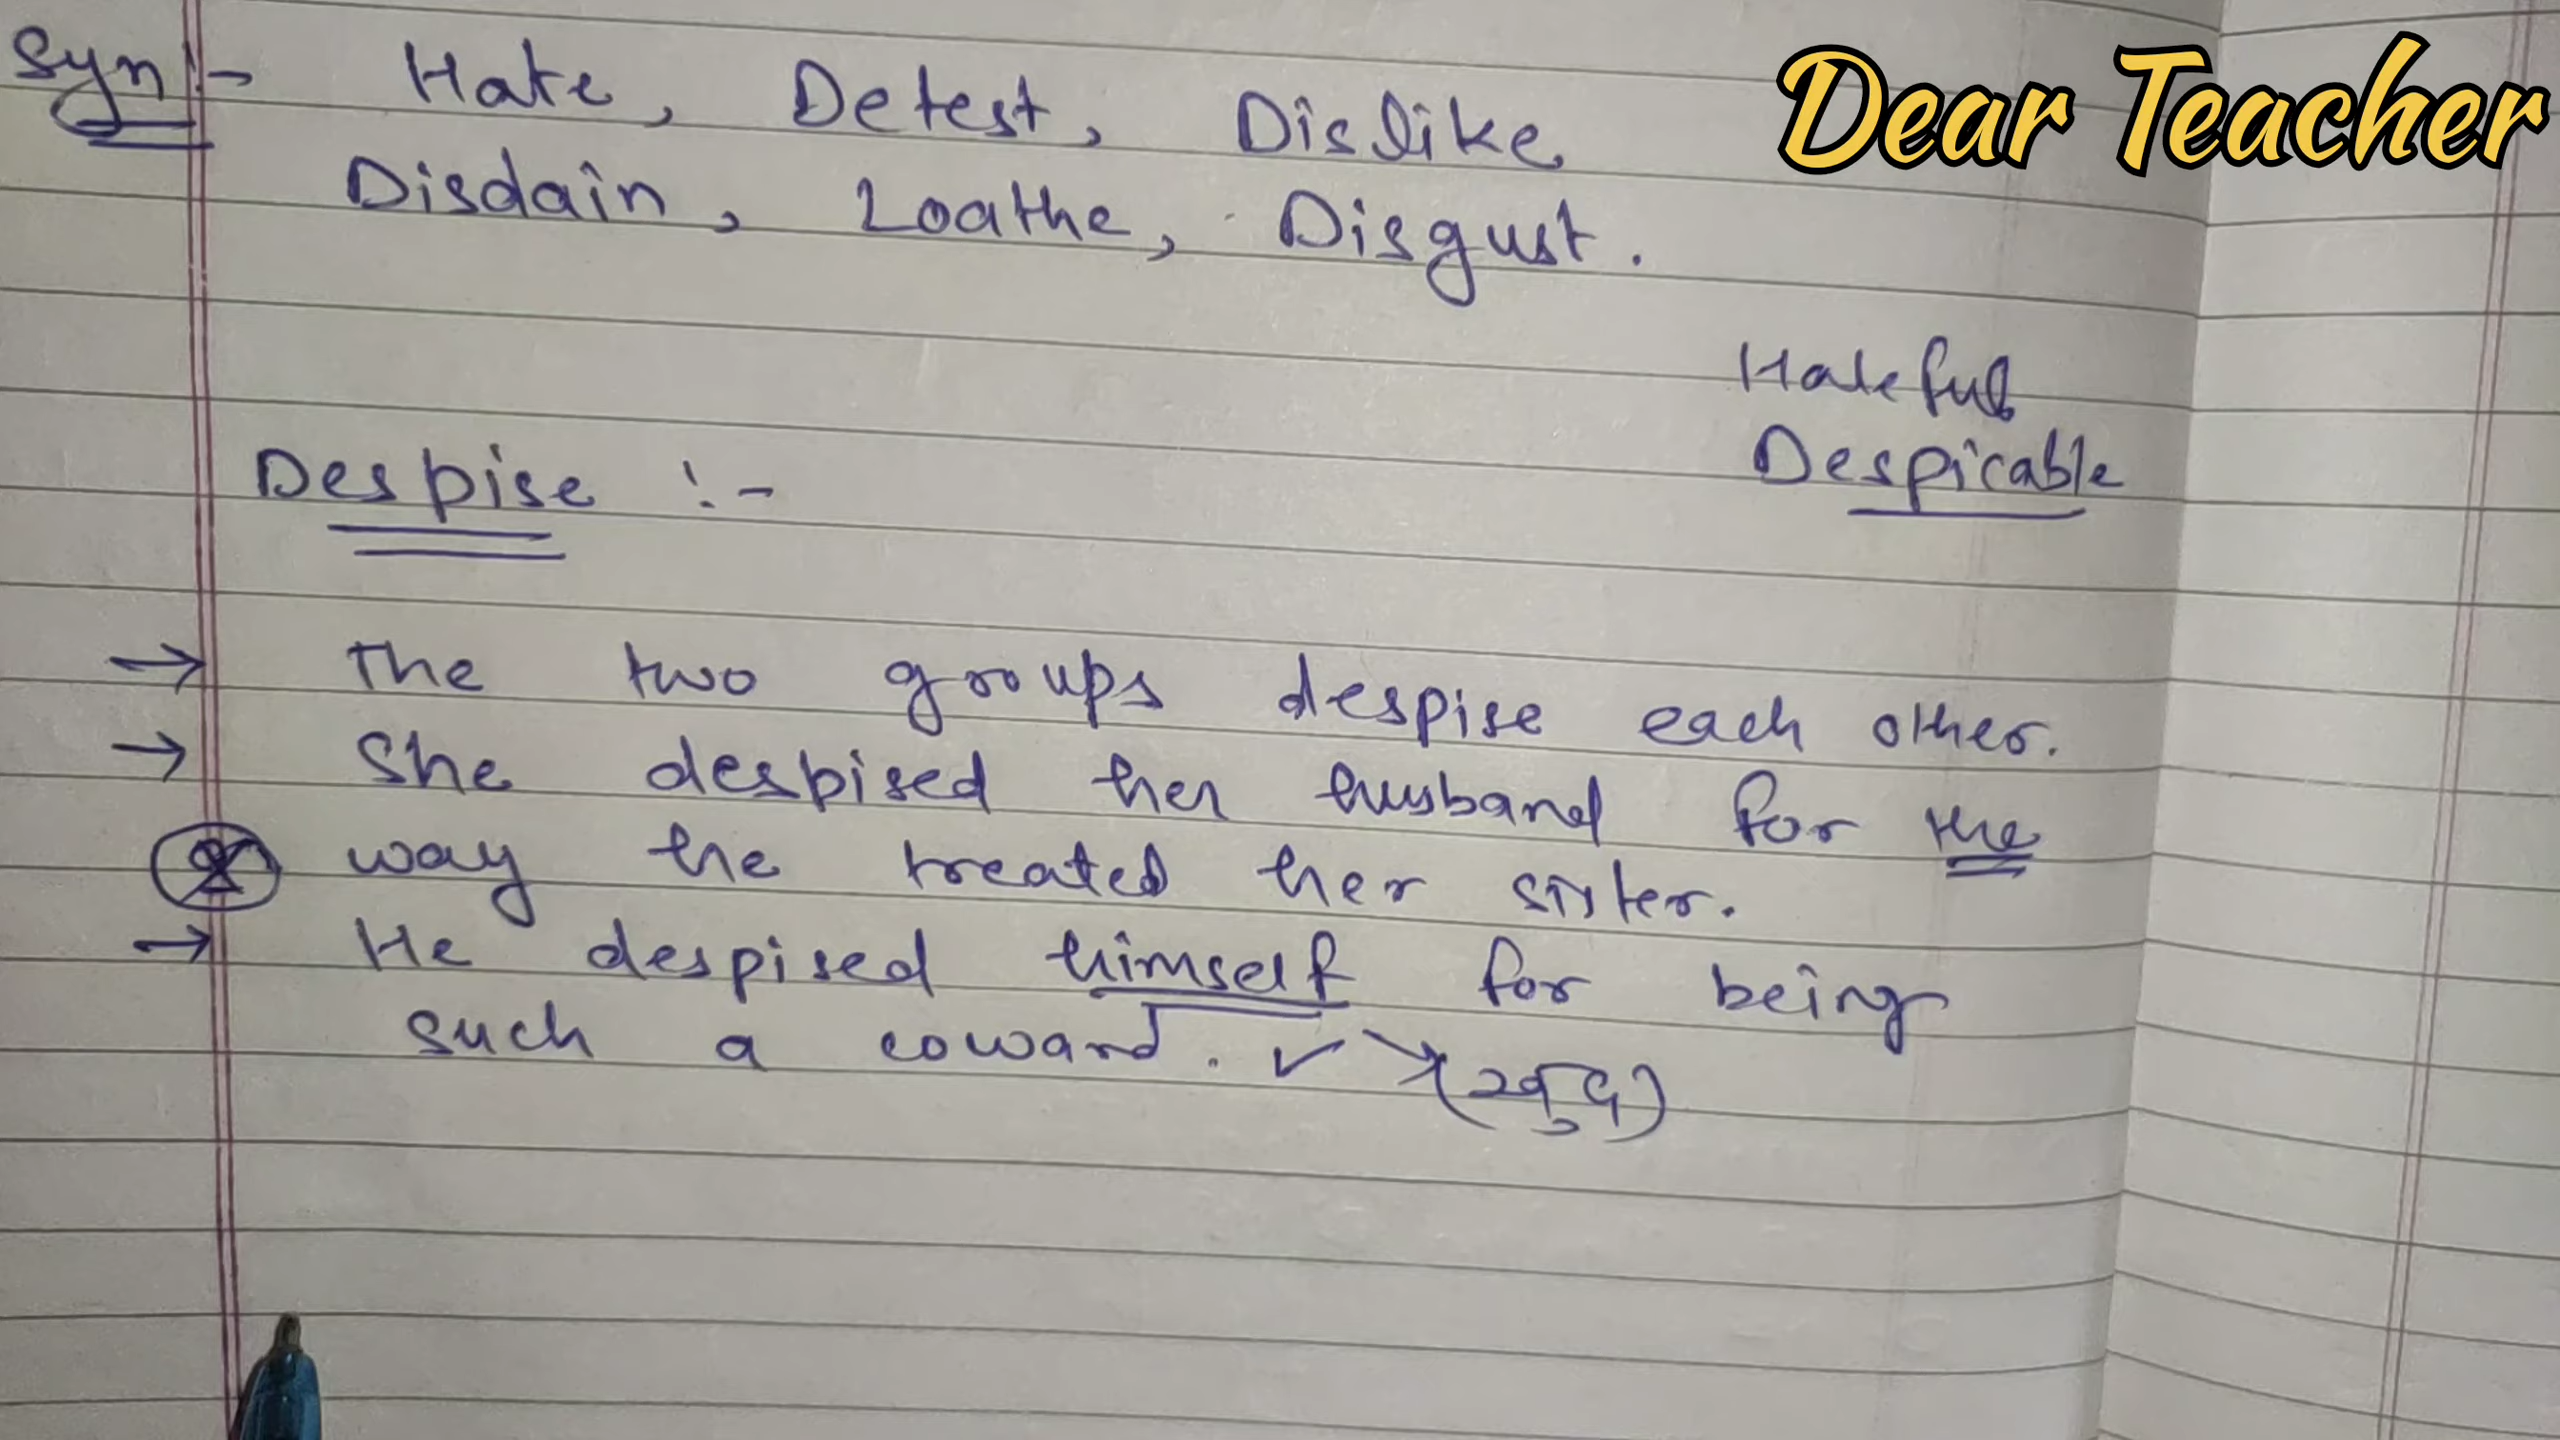 Syn :- Hate, Detest, Dislike
Dear Teacher
Disdain, Loathe, Disgust.
Hateful
Despicable
Despise :-
→ The two groups despise each other.
→ She despised her husband for the
way he treated her sister.
→ He despised himself for being
such a coward. ✓ → (खुद)